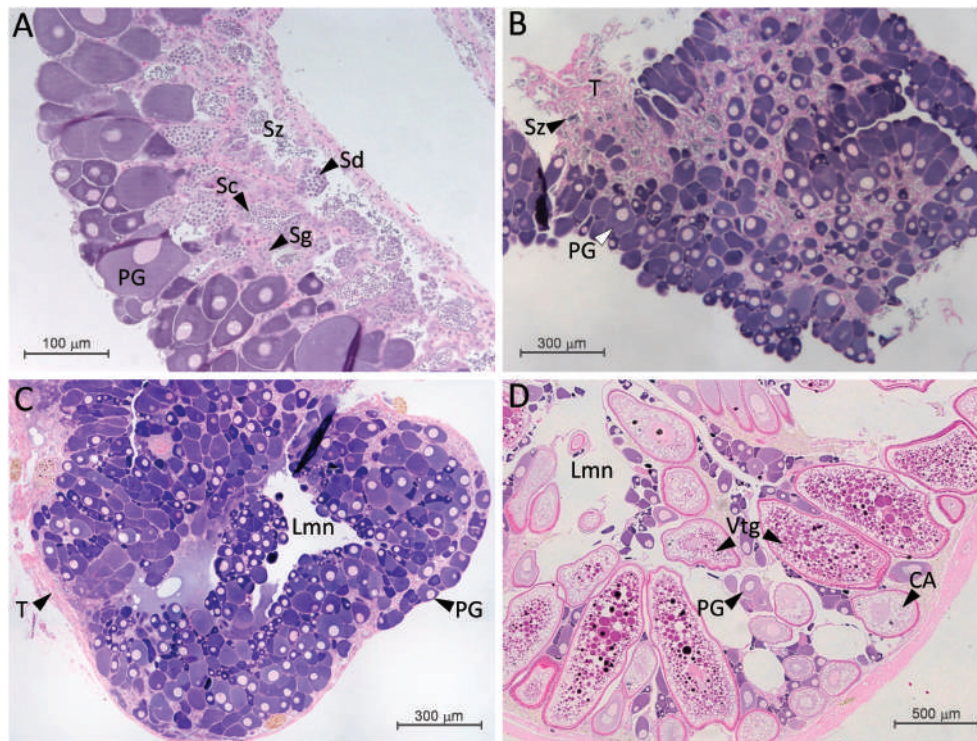 A
Sz
Sd
Sc
Sg
PG
100 μm
B
T
Sz
PG
300 μm
C
Lmn
T
PG
300 μm
D
Lmn
Vtg
CA
PG
500 μm